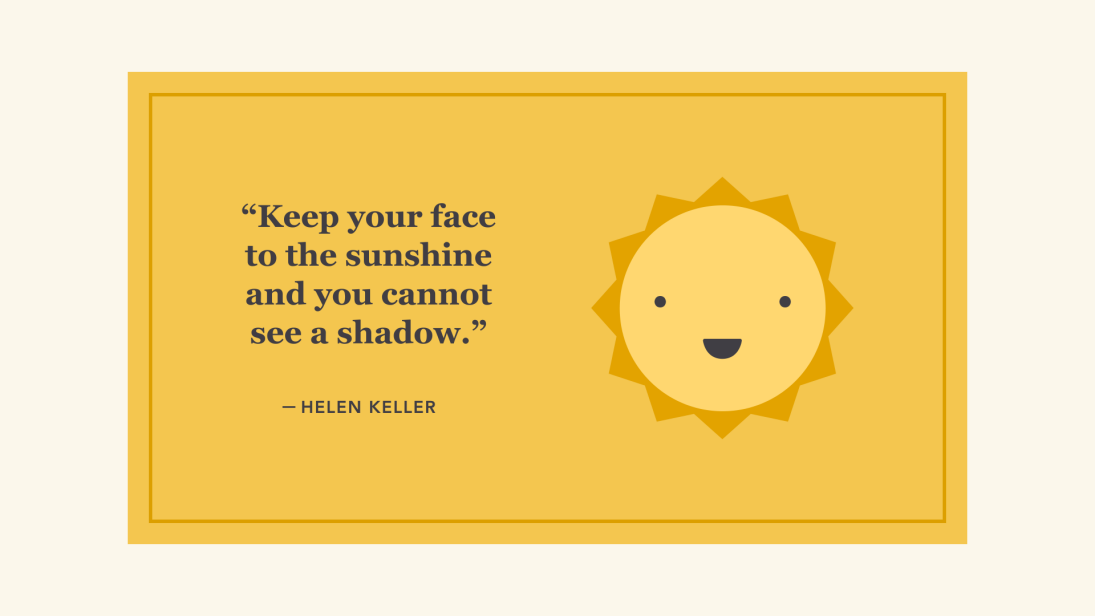 “Keep your face
to the sunshine
and you cannot
see a shadow.”
— HELEN KELLER